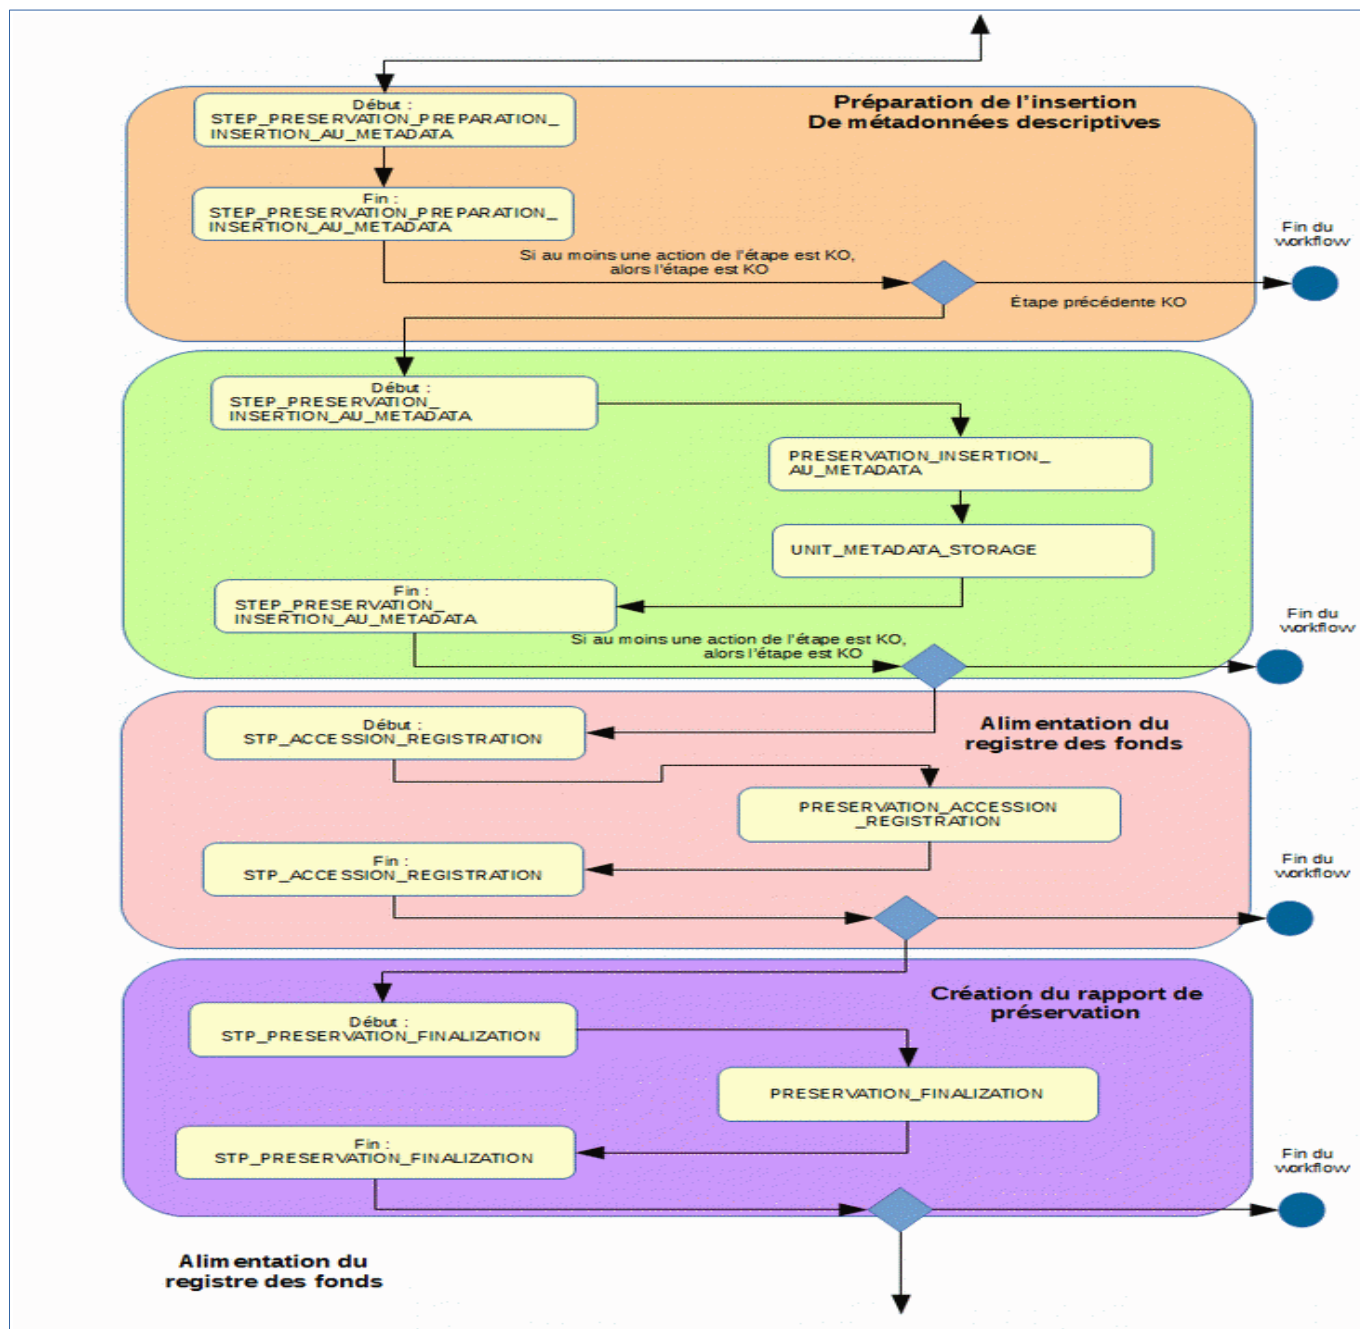 Préparation de l'insertion
De métadonnées descriptives
Début :
STEP_PRESERVATION_PREPARATION_
INSERTION_AU_METADATA
Fin :
STEP_PRESERVATION_PREPARATION_
INSERTION_AU_METADATA
Si au moins une action de l'étape est KO,
alors l'étape est KO
Fin du
workflow
Étape précédente KO
Début :
STEP_PRESERVATION_
INSERTION_AU_METADATA
PRESERVATION_INSERTION_
AU_METADATA
UNIT_METADATA_STORAGE
Fin :
STEP_PRESERVATION_
INSERTION_AU_METADATA
Si au moins une action de l'étape est KO,
alors l'étape est KO
Fin du
workflow
Début :
STP_ACCESSION_REGISTRATION
Alimentation du
registre des fonds
PRESERVATION_ACCESSION
_REGISTRATION
Fin :
STP_ACCESSION_REGISTRATION
Fin du
workflow
Création du rapport de
préservation
Début :
STP_PRESERVATION_FINALIZATION
PRESERVATION_FINALIZATION
Fin :
STP_PRESERVATION_FINALIZATION
Fin du
workflow
Alimentation du
registre des fonds